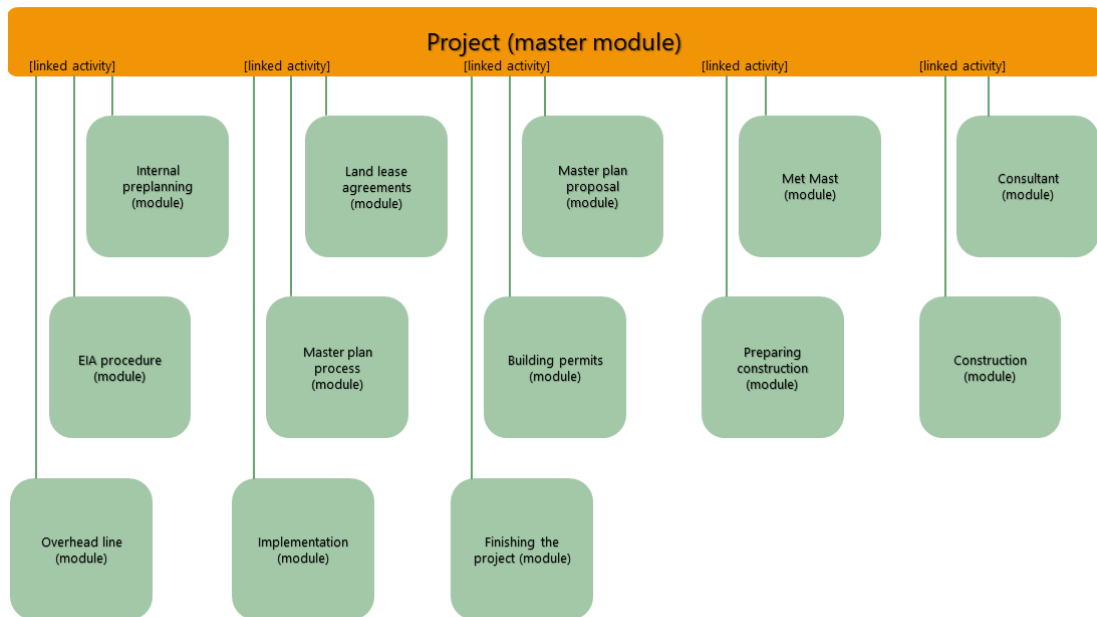 Project (master module)
[linked activity]
[linked activity]
[linked activity]
[linked activity]
[linked activity]
Internal
preplanning
(module)
Land lease
agreements
(module)
Master plan
proposal
(module)
Met Mast
(module)
Consultant
(module)
EIA procedure
(module)
Master plan
process
(module)
Building permits
(module)
Preparing
construction
(module)
Construction
(module)
Overhead line
(module)
Implementation
(module)
Finishing the
project (module)